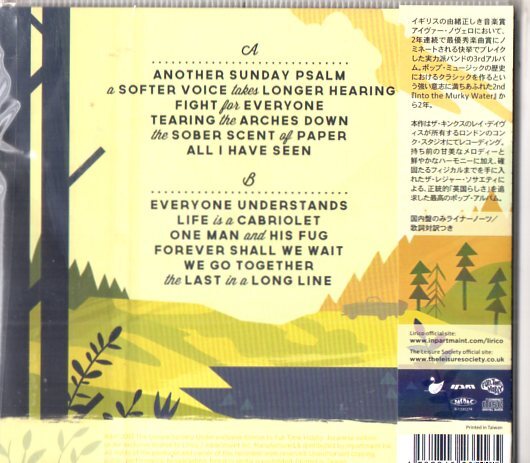 A
ANOTHER SUNDAY PSALM
a SOFTER VOICE takes LONGER HEARING
FIGHT for EVERYONE
TEARING the ARCHES DOWN
the SOBER SCENT of PAPER
ALL I HAVE SEEN
B
EVERYONE UNDERSTANDS
LIFE is a CABRIOLET
ONE MAN and HIS FUG
FOREVER SHALL WE WAIT
WE GO TOGETHER
the LAST in a LONG LINE
イギリスの由緒正しき音楽賞
アイヴァー・ノヴェロにおいて、
2年連続で最優秀楽曲賞にノ
ミネートされる快挙でブレイク
した実力派バンドの3rdアルバ
ム。ポップ・ミュージックの歴史
におけるクラシックを作るとい
う強い意志に満ちあふれた2nd
『Into the Murky Water』か
ら2年。
本作はザ・キンクスのレイ・デイヴ
ィスが所有するロンドンのコン
ク・スタジオにてレコーディング。
持ち前の甘美なメロディーと
鮮やかなハーモニーに加え、確
固たるフィジカルまでを手に入
れたザ・レジャー・ソサエティに
よる、正統的「英国らしさ」を追
求した最高のポップ・アルバム。
国内盤のみライナーノーツ/
歌詞対訳つき
Lirico official site:
www.inpartmaint.com/lirico
The Leisure Society official site:
www.theleisuresociety.co.uk
Printed in Taiwan